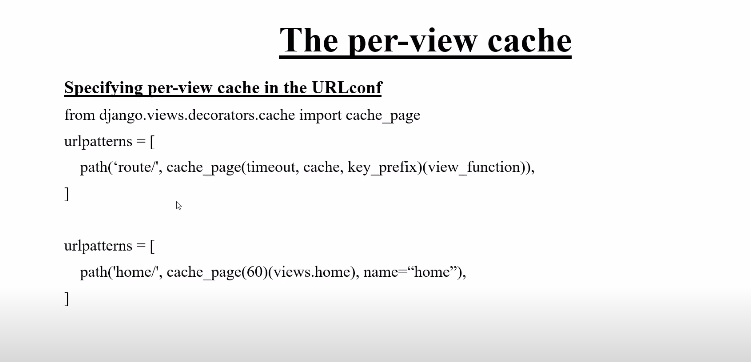 The per-view cache
Specifying per-view cache in the URLconf
from django.views.decorators.cache import cache_page
urlpatterns = [
path(‘route/', cache_page(timeout, cache, key_prefix)(view_function)),
]
urlpatterns = [
path('home/', cache_page(60)(views.home), name=“home”),
]